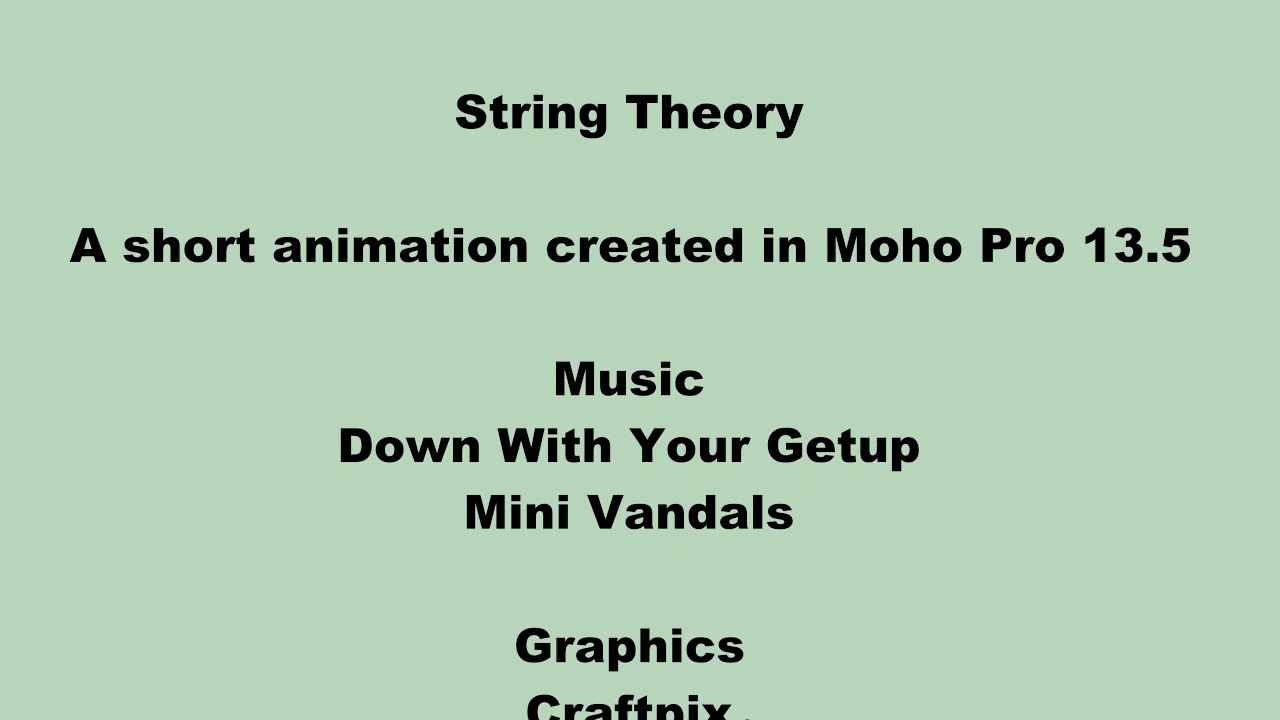 String Theory
A short animation created in Moho Pro 13.5
Music
Down With Your Getup
Mini Vandals
Graphics
Craftpix